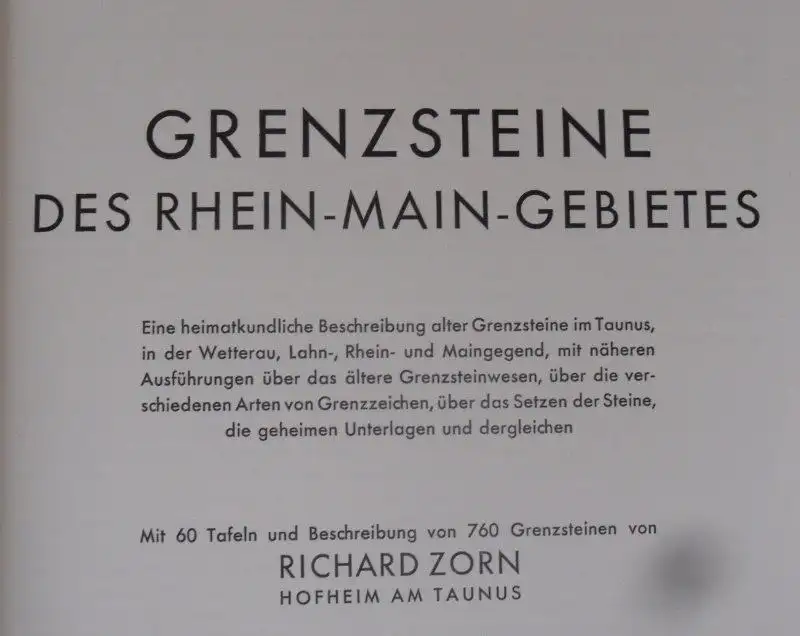 GRENZSTEINE
DES RHEIN-MAIN-GEBIETES
Eine heimatkundliche Beschreibung alter Grenzsteine im Taunus,
in der Wetterau, Lahn-, Rhein- und Maingegend, mit näheren
Ausführungen über das ältere Grenzsteinwesen, über die ver-
schiedenen Arten von Grenzzeichen, über das Setzen der Steine,
die geheimen Unterlagen und dergleichen
Mit 60 Tafeln und Beschreibung von 760 Grenzsteinen von
RICHARD ZORN
HOFHEIM AM TAUNUS